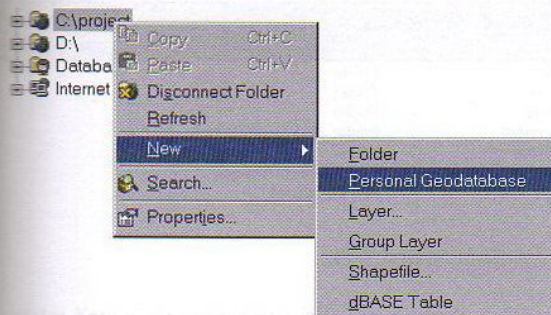 C:\project
D:\
Databa
Internet
Copy Ctrl+C
Paste Ctrl+V
Disconnect Folder
Refresh
New
Search...
Properties...
Folder
Personal Geodatabase
Layer...
Group Layer
Shapefile...
dBASE Table